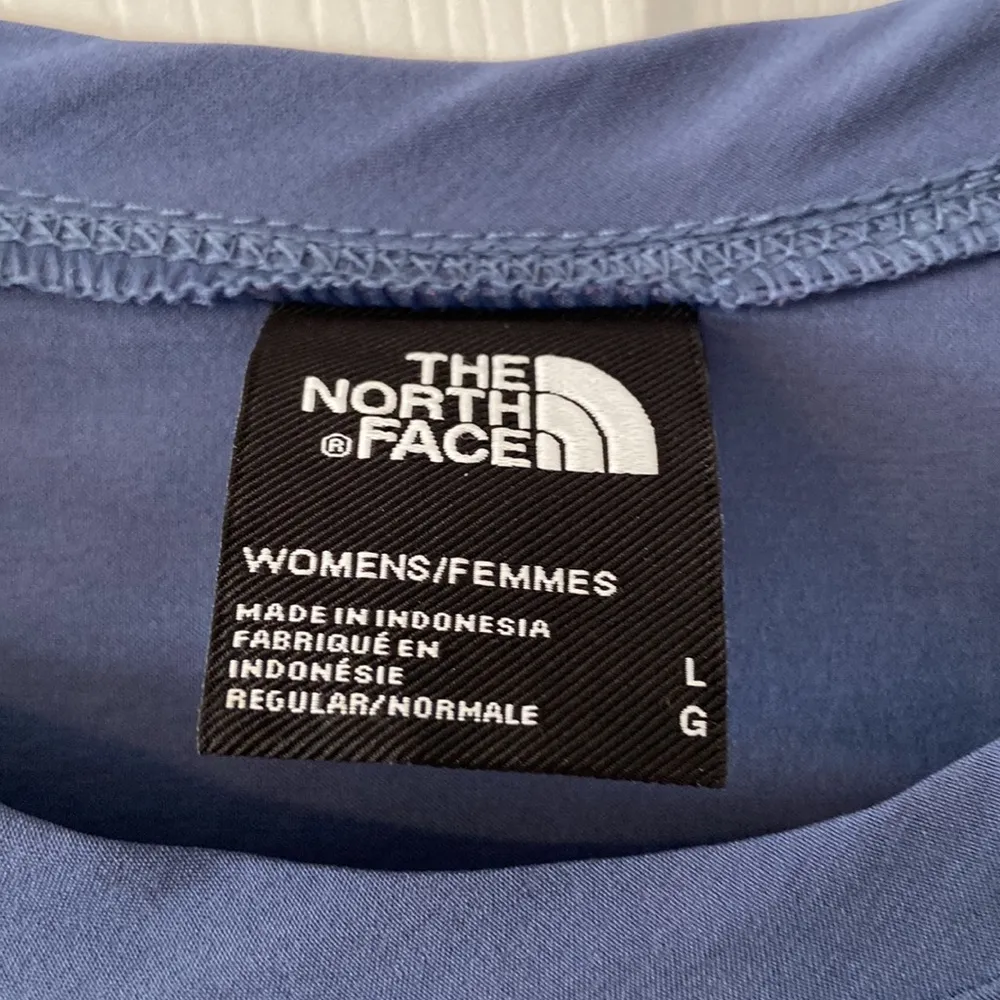 THE
NORTH
® FACE
WOMENS/FEMMES
MADE IN INDONESIA
FABRIQUÉ EN
INDONÉSIE
REGULAR/NORMALE
L
G